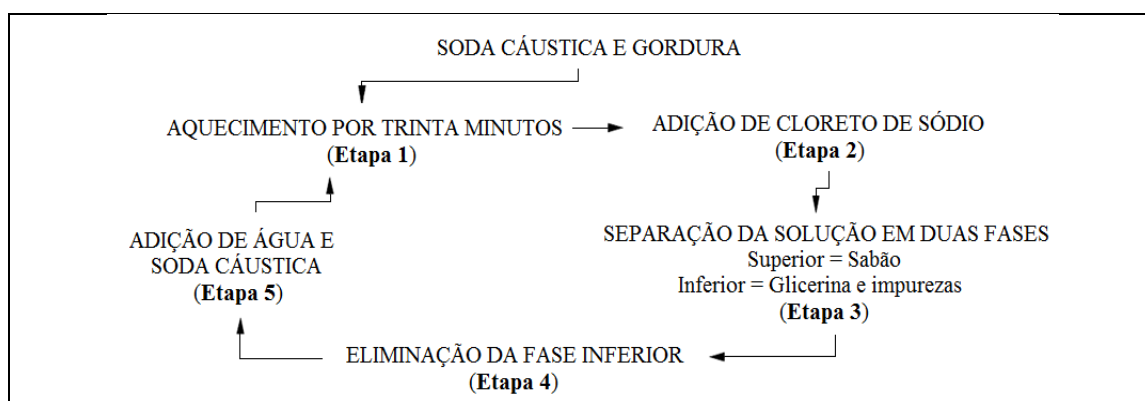 SODA CÁUSTICA E GORDURA
AQUECIMENTO POR TRINTA MINUTOS
(Etapa 1)
ADIÇÃO DE CLORETO DE SÓDIO
(Etapa 2)
SEPARAÇÃO DA SOLUÇÃO EM DUAS FASES
Superior = Sabão
Inferior = Glicerina e impurezas
(Etapa 3)
ELIMINAÇÃO DA FASE INFERIOR
(Etapa 4)
ADIÇÃO DE ÁGUA E
SODA CÁUSTICA
(Etapa 5)